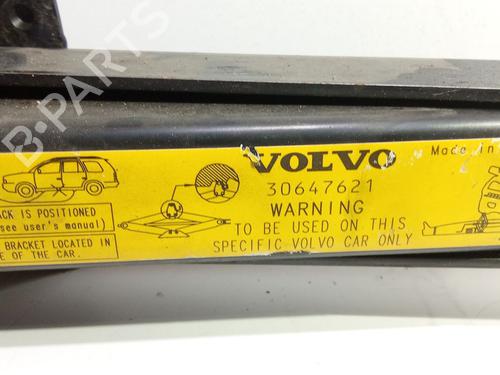 VOLVO
Made in
30647621
WARNING
TO BE USED ON THIS
SPECIFIC VOLVO CAR ONLY
ACK IS POSITIONED
see user's manual)
BRACKET LOCATED IN
E OF THE CAR.
B-PARTS